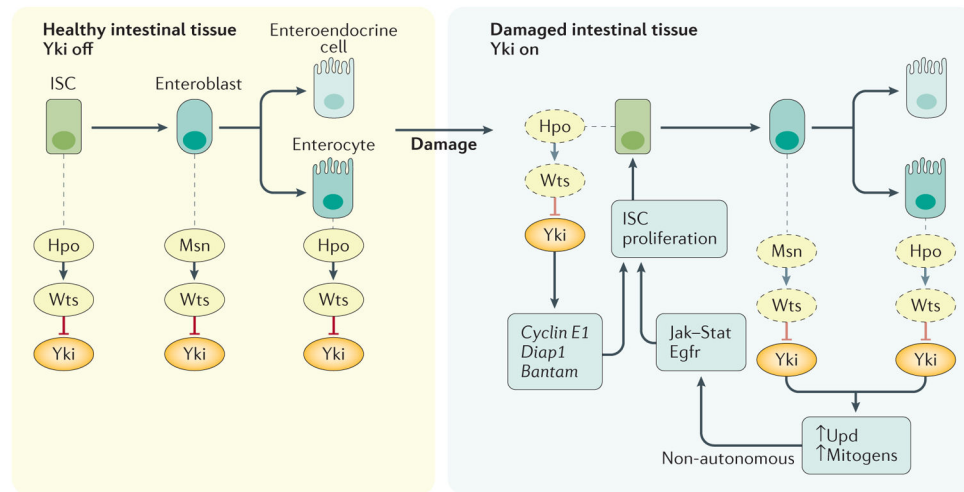 Healthy intestinal tissue
Yki off
Enteroendocrine
cell
ISC
Enteroblast
Enterocyte
Hpo
Msn
Hpo
Wts
Wts
Wts
Yki
Yki
Yki
Damage
Damaged intestinal tissue
Yki on
Hpo
Wts
Yki
ISC
proliferation
Cyclin E1
Diap1
Bantam
Jak–Stat
Egfr
Msn
Hpo
Wts
Wts
Yki
Yki
↑Upd
↑Mitogens
Non-autonomous